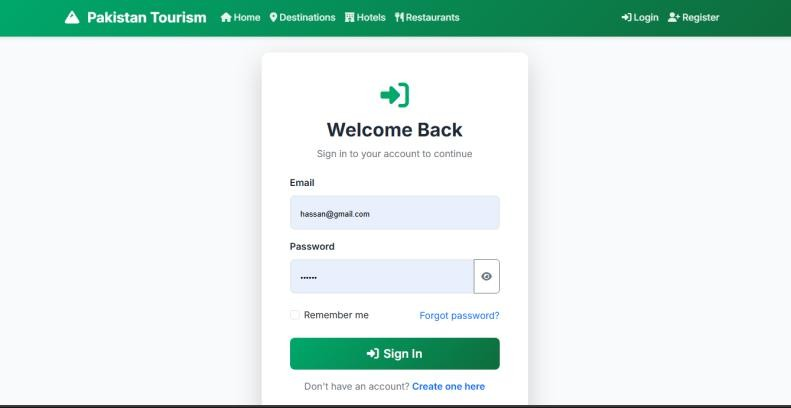 Pakistan Tourism Home Destinations Hotels Restaurants Login Register
Welcome Back
Sign in to your account to continue
Email
hassan@gmail.com
Password
••••••
Remember me Forgot password?
Sign In
Don't have an account? Create one here